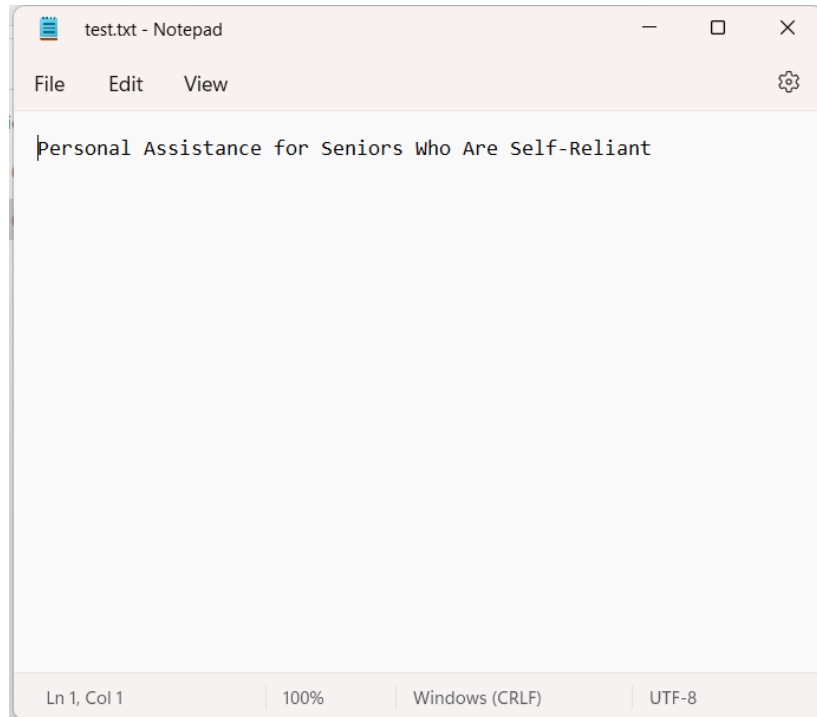 test.txt - Notepad
File Edit View
Personal Assistance for Seniors Who Are Self-Reliant
Ln 1, Col 1 100% Windows (CRLF) UTF-8